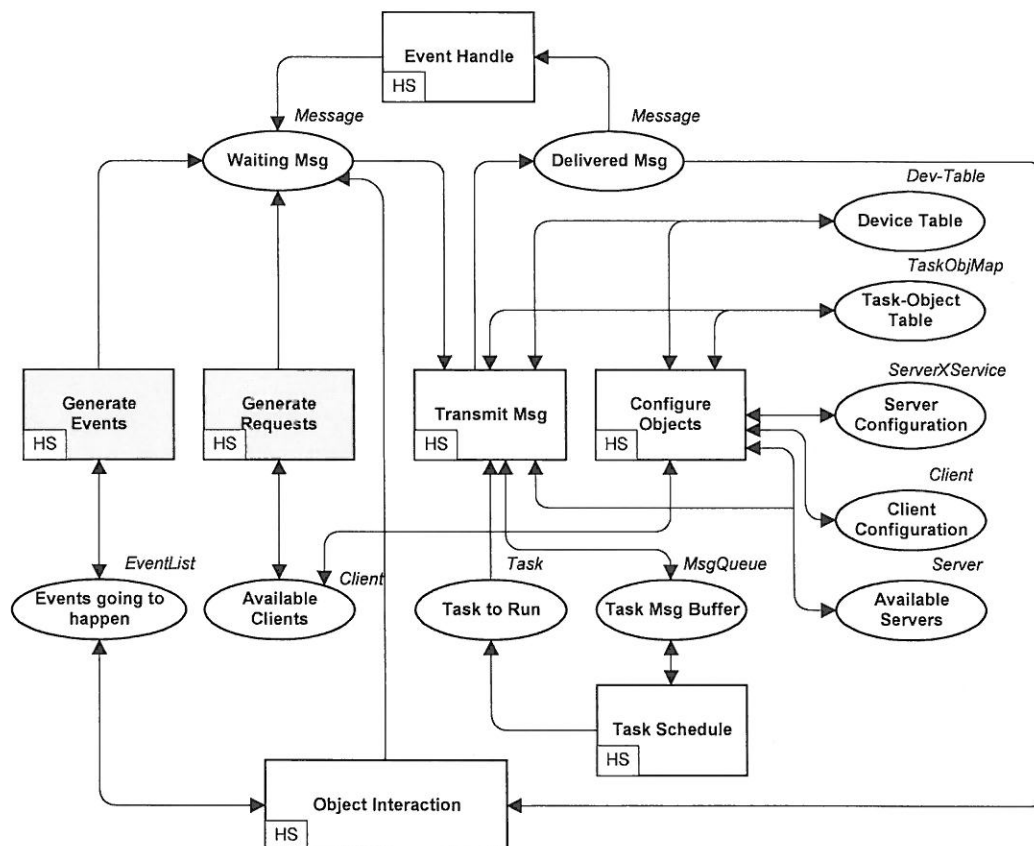 Event Handle
HS
Message
Message
Waiting Msg
Delivered Msg
Dev-Table
Device Table
TaskObjMap
Task-Object
Table
ServerXService
Generate
Events
HS
Generate
Requests
HS
Transmit Msg
HS
Configure
Objects
HS
Server
Configuration
Client
Client
Configuration
EventList
Client
Task
MsgQueue
Server
Events going to
happen
Available
Clients
Task to Run
Task Msg Buffer
Available
Servers
Task Schedule
HS
Object Interaction
HS